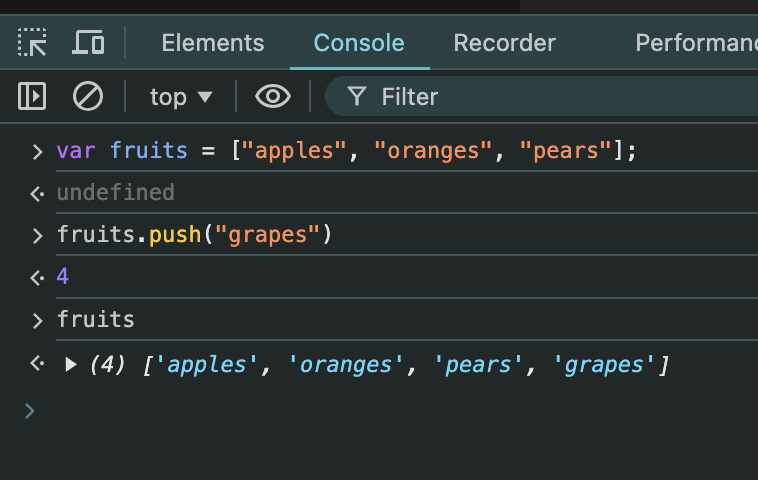 Elements Console Recorder
top Filter
var fruits = ["apples", "oranges", "pears"];
undefined
fruits.push("grapes")
4
fruits
(4) ['apples', 'oranges', 'pears', 'grapes']